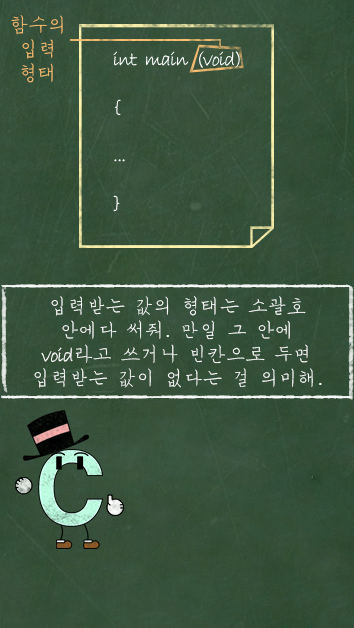 함수의
입력
형태
int main (void)
{
...
}
입력받는 값의 형태는 소괄호
안에다 써줘. 만일 그 안에
void라고 쓰거나 빈칸으로 두면
입력받는 값이 없다는 걸 의미해.
C